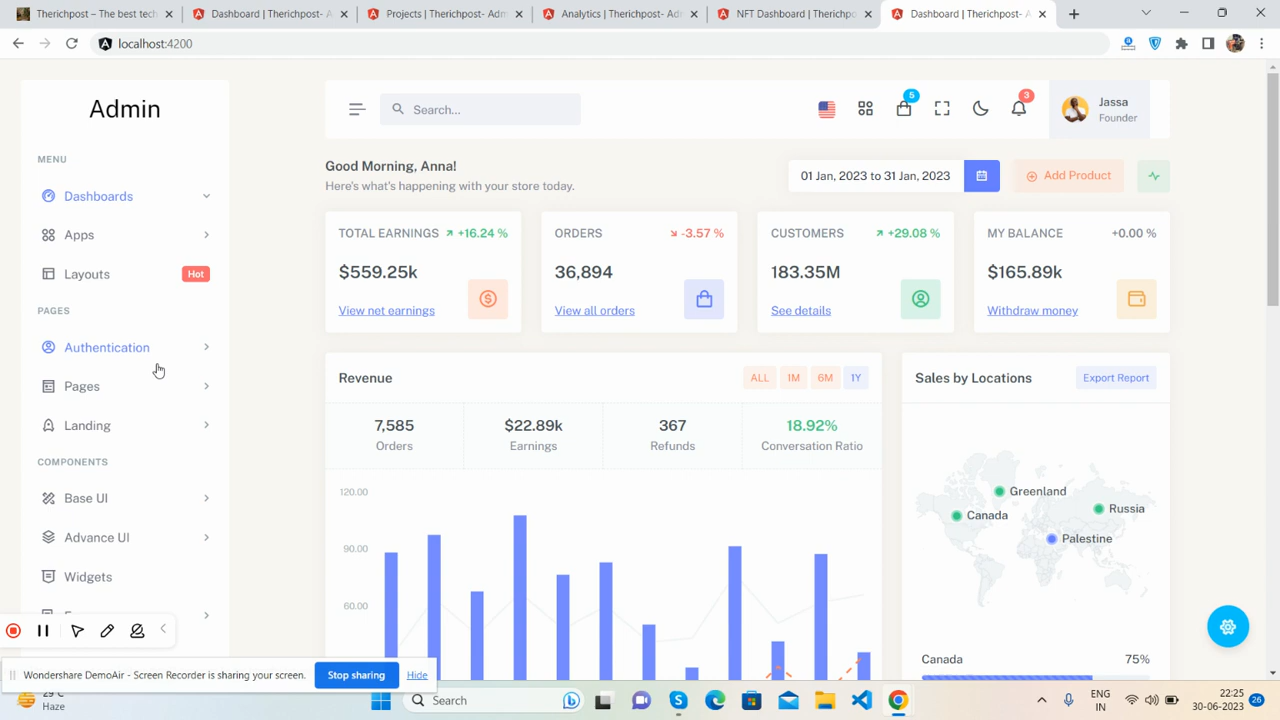 Therichpost – The best tech
Dashboard | Therichpost- A
Projects | Therichpost- Admin
Analytics | Therichpost- Adm
NFT Dashboard | Therichpo
Dashboard | Therichpost- A
localhost:4200
Admin
Search...
5
3
Jassa
Founder
MENU
Dashboards
Apps
Layouts Hot
PAGES
Authentication
Pages
Landing
COMPONENTS
Base UI
Advance UI
Widgets
Good Morning, Anna!
Here's what's happening with your store today.
01 Jan, 2023 to 31 Jan, 2023
Add Product
TOTAL EARNINGS +16.24 %
$559.25k
View net earnings
ORDERS -3.57 %
36,894
View all orders
CUSTOMERS +29.08 %
183.35M
See details
MY BALANCE +0.00 %
$165.89k
Withdraw money
Revenue
ALL 1M 6M 1Y
7,585
Orders
$22.89k
Earnings
367
Refunds
18.92%
Conversation Ratio
120.00
90.00
60.00
Sales by Locations
Export Report
Greenland
Canada
Russia
Palestine
Canada 75%
Wondershare DemoAir - Screen Recorder is sharing your screen.
Stop sharing
Hide
29°C
Haze
Search
ENG
IN
22:25
30-06-2023
26